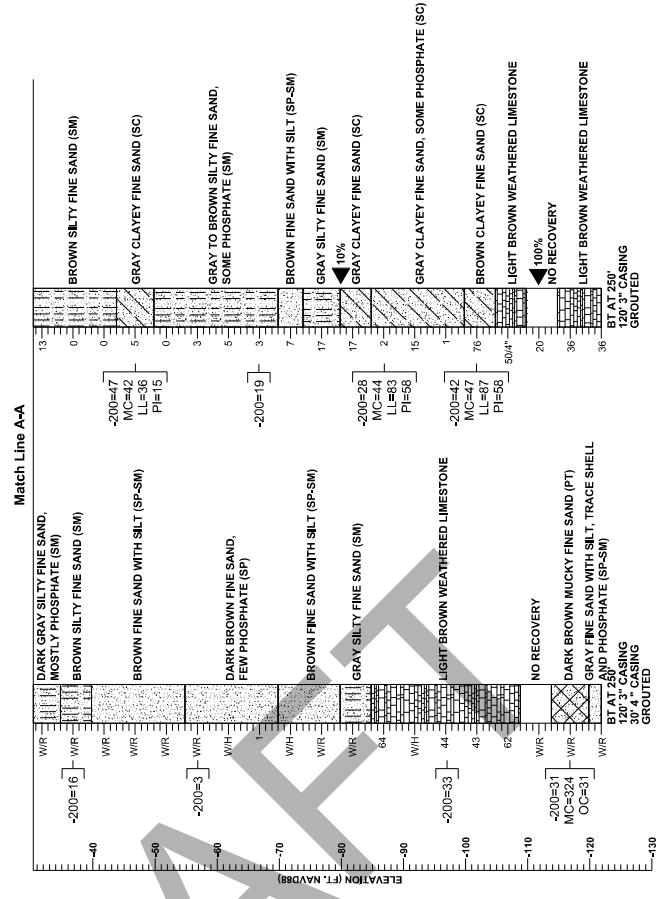 Match Line A-A
ELEVATION (FT. NAVD88)
-40
-50
-60
-70
-80
-90
-100
-110
-120
-130
W/R
W/R
W/R
W/R
W/R
W/H
1
W/H
W/R
W/R
64
W/H
44
43
62
W/R
W/R
W/R
-200=16
-200=3
-200=33
-200=31
MC=324
OC=31
DARK GRAY SILTY FINE SAND,
MOSTLY PHOSPHATE (SM)
BROWN SILTY FINE SAND (SM)
BROWN FINE SAND WITH SILT (SP-SM)
DARK BROWN FINE SAND,
FEW PHOSPHATE (SP)
BROWN FINE SAND WITH SILT (SP-SM)
GRAY SILTY FINE SAND (SM)
LIGHT BROWN WEATHERED LIMESTONE
NO RECOVERY
DARK BROWN MUCKY FINE SAND (PT)
GRAY FINE SAND WITH SILT, TRACE SHELL
AND PHOSPHATE (SP-SM)
BT AT 250'
120' 3" CASING
30' 4" CASING
GROUTED
13
0
0
5
0
3
5
3
7
17
17
2
15
1
76
50/4"
20
36
36
-200=47
MC=42
LL=36
PI=15
-200=19
-200=28
MC=44
LL=83
PI=58
-200=42
MC=47
LL=87
PI=58
BROWN SILTY FINE SAND (SM)
GRAY CLAYEY FINE SAND (SC)
GRAY TO BROWN SILTY FINE SAND,
SOME PHOSPHATE (SM)
BROWN FINE SAND WITH SILT (SP-SM)
GRAY SILTY FINE SAND (SM)
10%
GRAY CLAYEY FINE SAND (SC)
GRAY CLAYEY FINE SAND, SOME PHOSPHATE (SC)
BROWN CLAYEY FINE SAND (SC)
LIGHT BROWN WEATHERED LIMESTONE
100%
NO RECOVERY
LIGHT BROWN WEATHERED LIMESTONE
BT AT 250'
120' 3" CASING
GROUTED
AFT